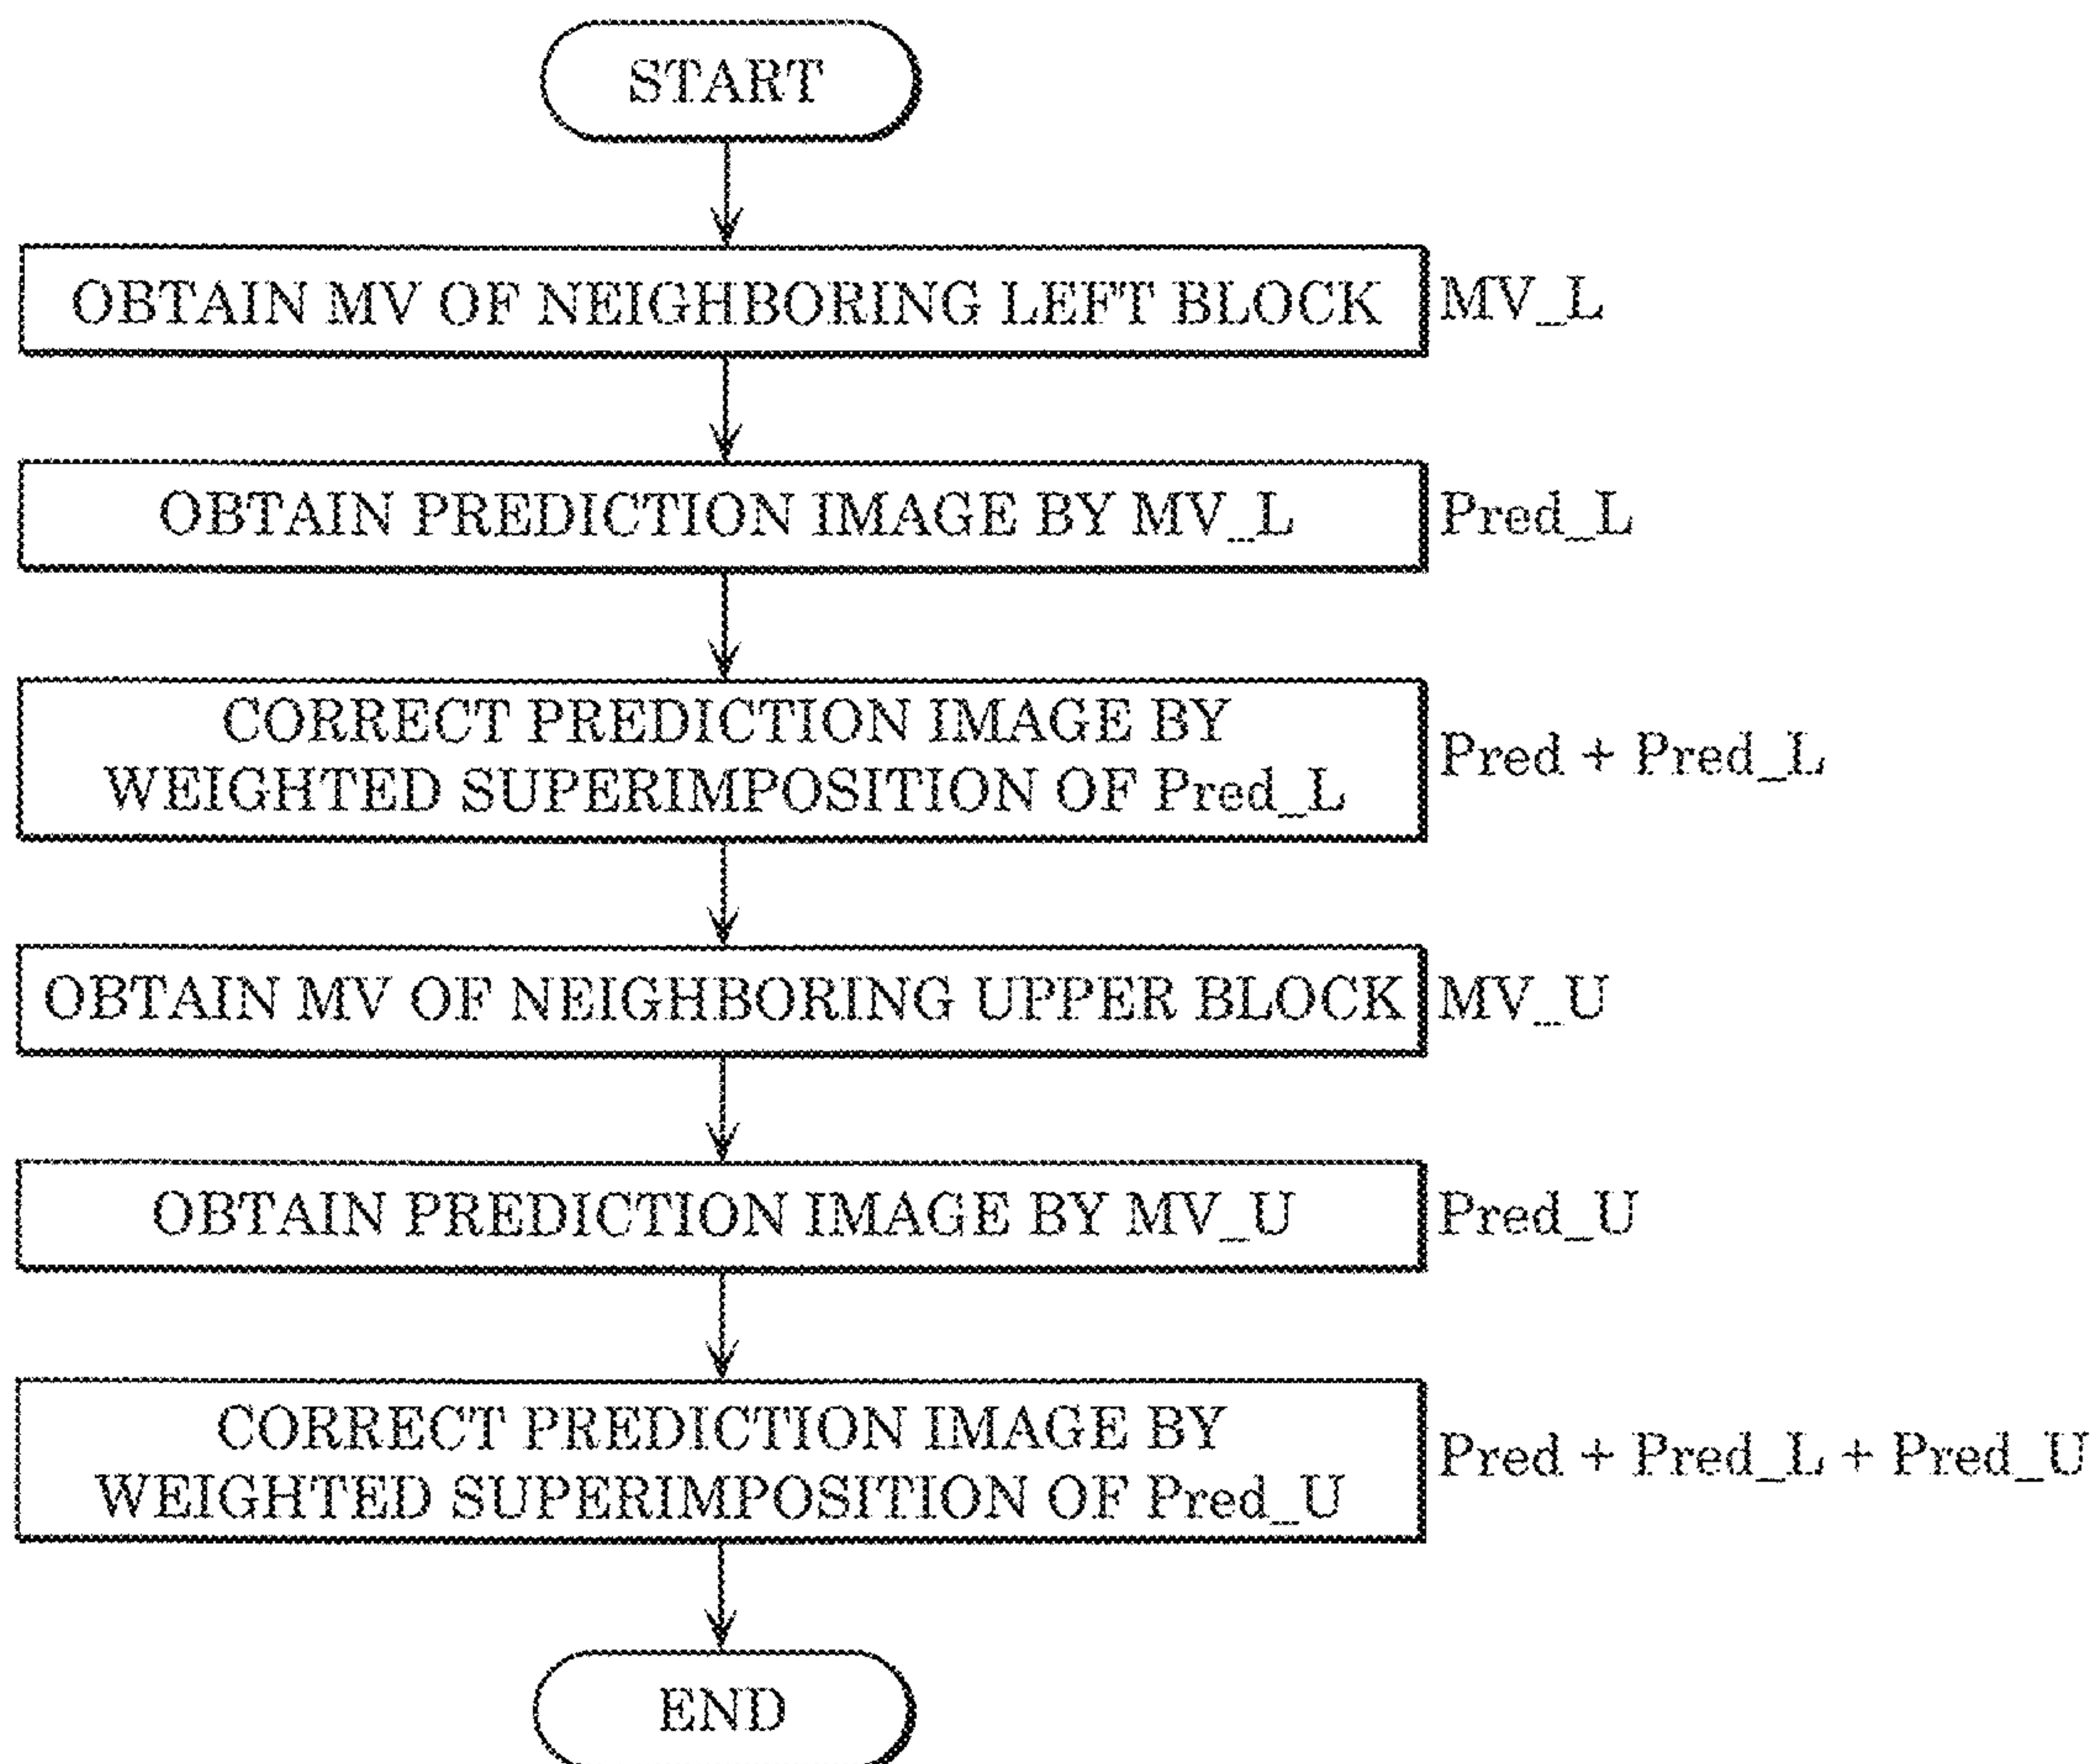 START
OBTAIN MV OF NEIGHBORING LEFT BLOCK
MV_L
OBTAIN PREDICTION IMAGE BY MV_L
Pred_L
CORRECT PREDICTION IMAGE BY
WEIGHTED SUPERIMPOSITION OF Pred_L
Pred + Pred_L
OBTAIN MV OF NEIGHBORING UPPER BLOCK
MV_U
OBTAIN PREDICTION IMAGE BY MV_U
Pred_U
CORRECT PREDICTION IMAGE BY
WEIGHTED SUPERIMPOSITION OF Pred_U
Pred + Pred_L + Pred_U
END